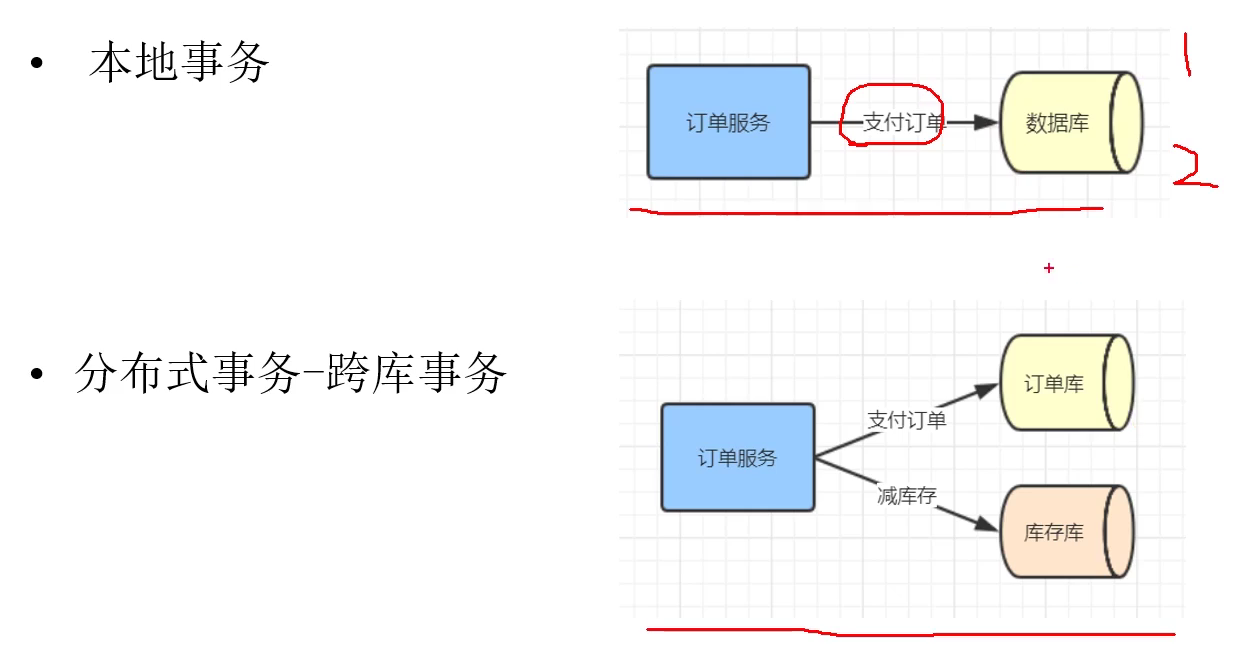 • 本地事务
订单服务
支付订单
数据库
1
2
• 分布式事务-跨库事务
订单服务
支付订单
订单库
减库存
库存库